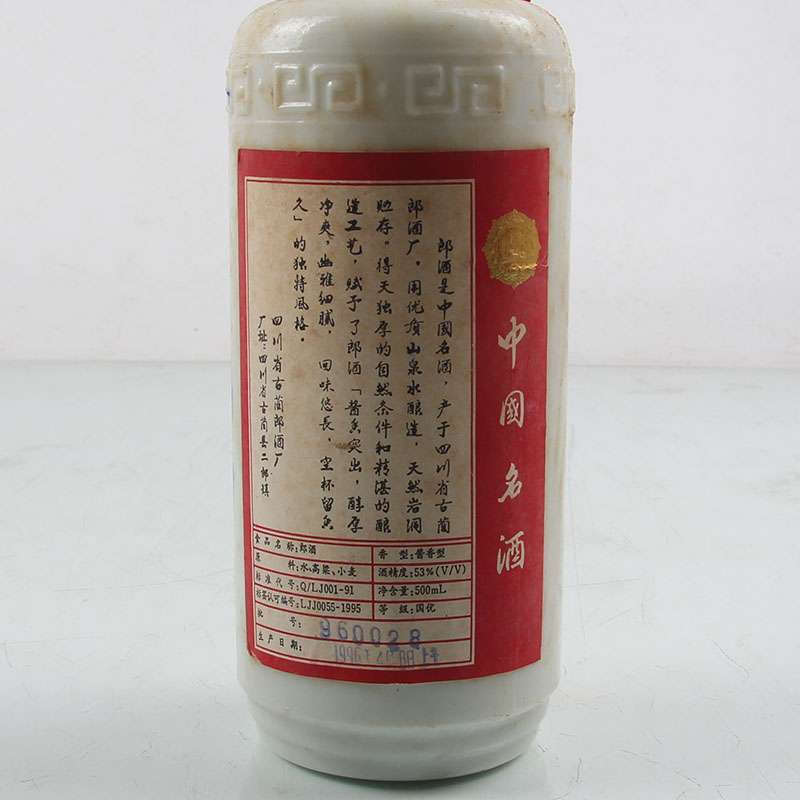 中國名酒
郎酒是中國名酒，产于四川省古蔺
郎酒厂。用优质山泉水酿造，天然岩洞
贮存"得天独厚的自然条件和精湛的酿
造工艺，赋予了郎酒「酱香突出，醇厚
净爽，幽雅细腻，回味悠長，空杯留香
久」的独特风格。
四川省古蔺郎酒厂
厂址：四川省古蔺县二郎镇
食品名称：郎酒
香型：酱香型
原料：水、高粱、小麦
酒精度：53%(V/V)
标准代号：Q/LJ001-91
净含量：500mL
标签认可编号：LJJ005S-1995
等级：国优
批号：960028
生产日期：